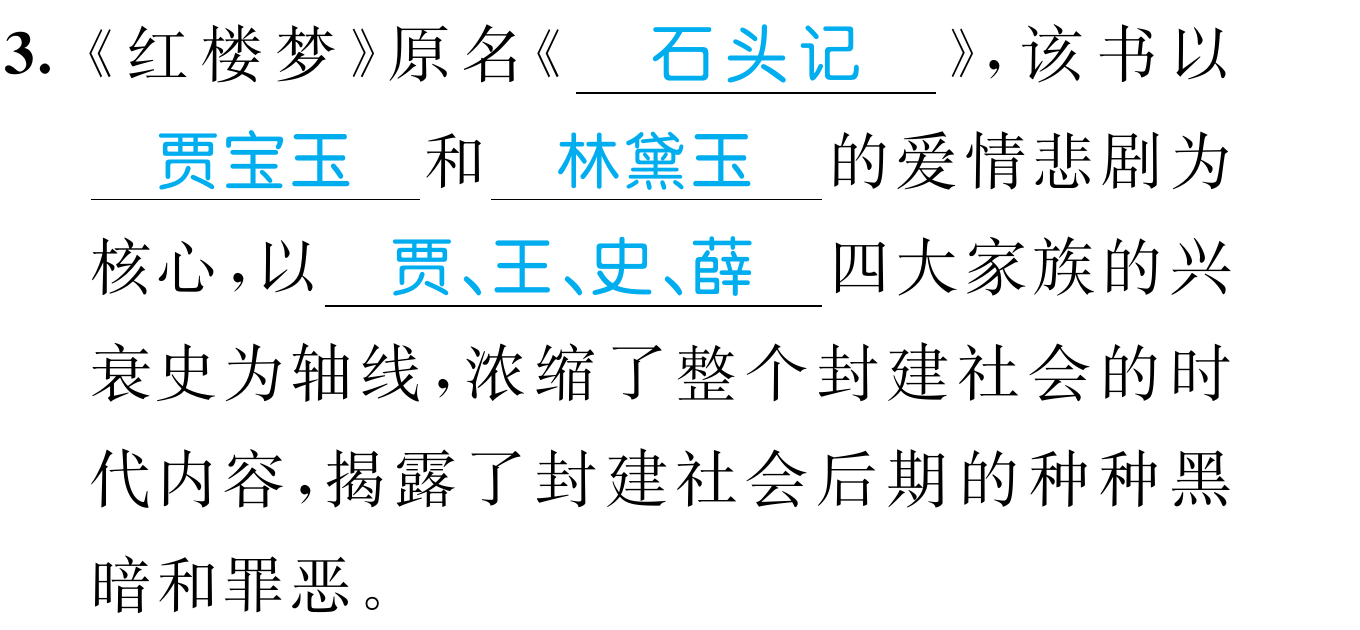 3. 《红楼梦》原名《 石头记 》，该书以
贾宝玉 和 林黛玉 的爱情悲剧为
核心，以 贾、王、史、薛 四大家族的兴
衰史为轴线，浓缩了整个封建社会的时
代内容，揭露了封建社会后期的种种黑
暗和罪恶。